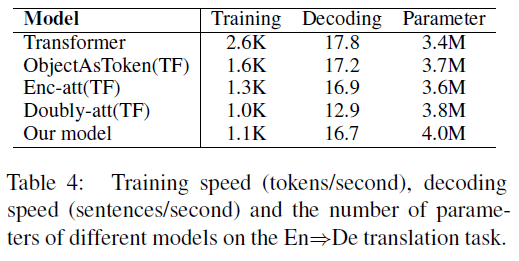 Model Training Decoding Parameter
Transformer 2.6K 17.8 3.4M
ObjectAsToken(TF) 1.6K 17.2 3.7M
Enc-att(TF) 1.3K 16.9 3.6M
Doubly-att(TF) 1.0K 12.9 3.8M
Our model 1.1K 16.7 4.0M
Table 4: Training speed (tokens/second), decoding
speed (sentences/second) and the number of parame-
ters of different models on the En⇒De translation task.